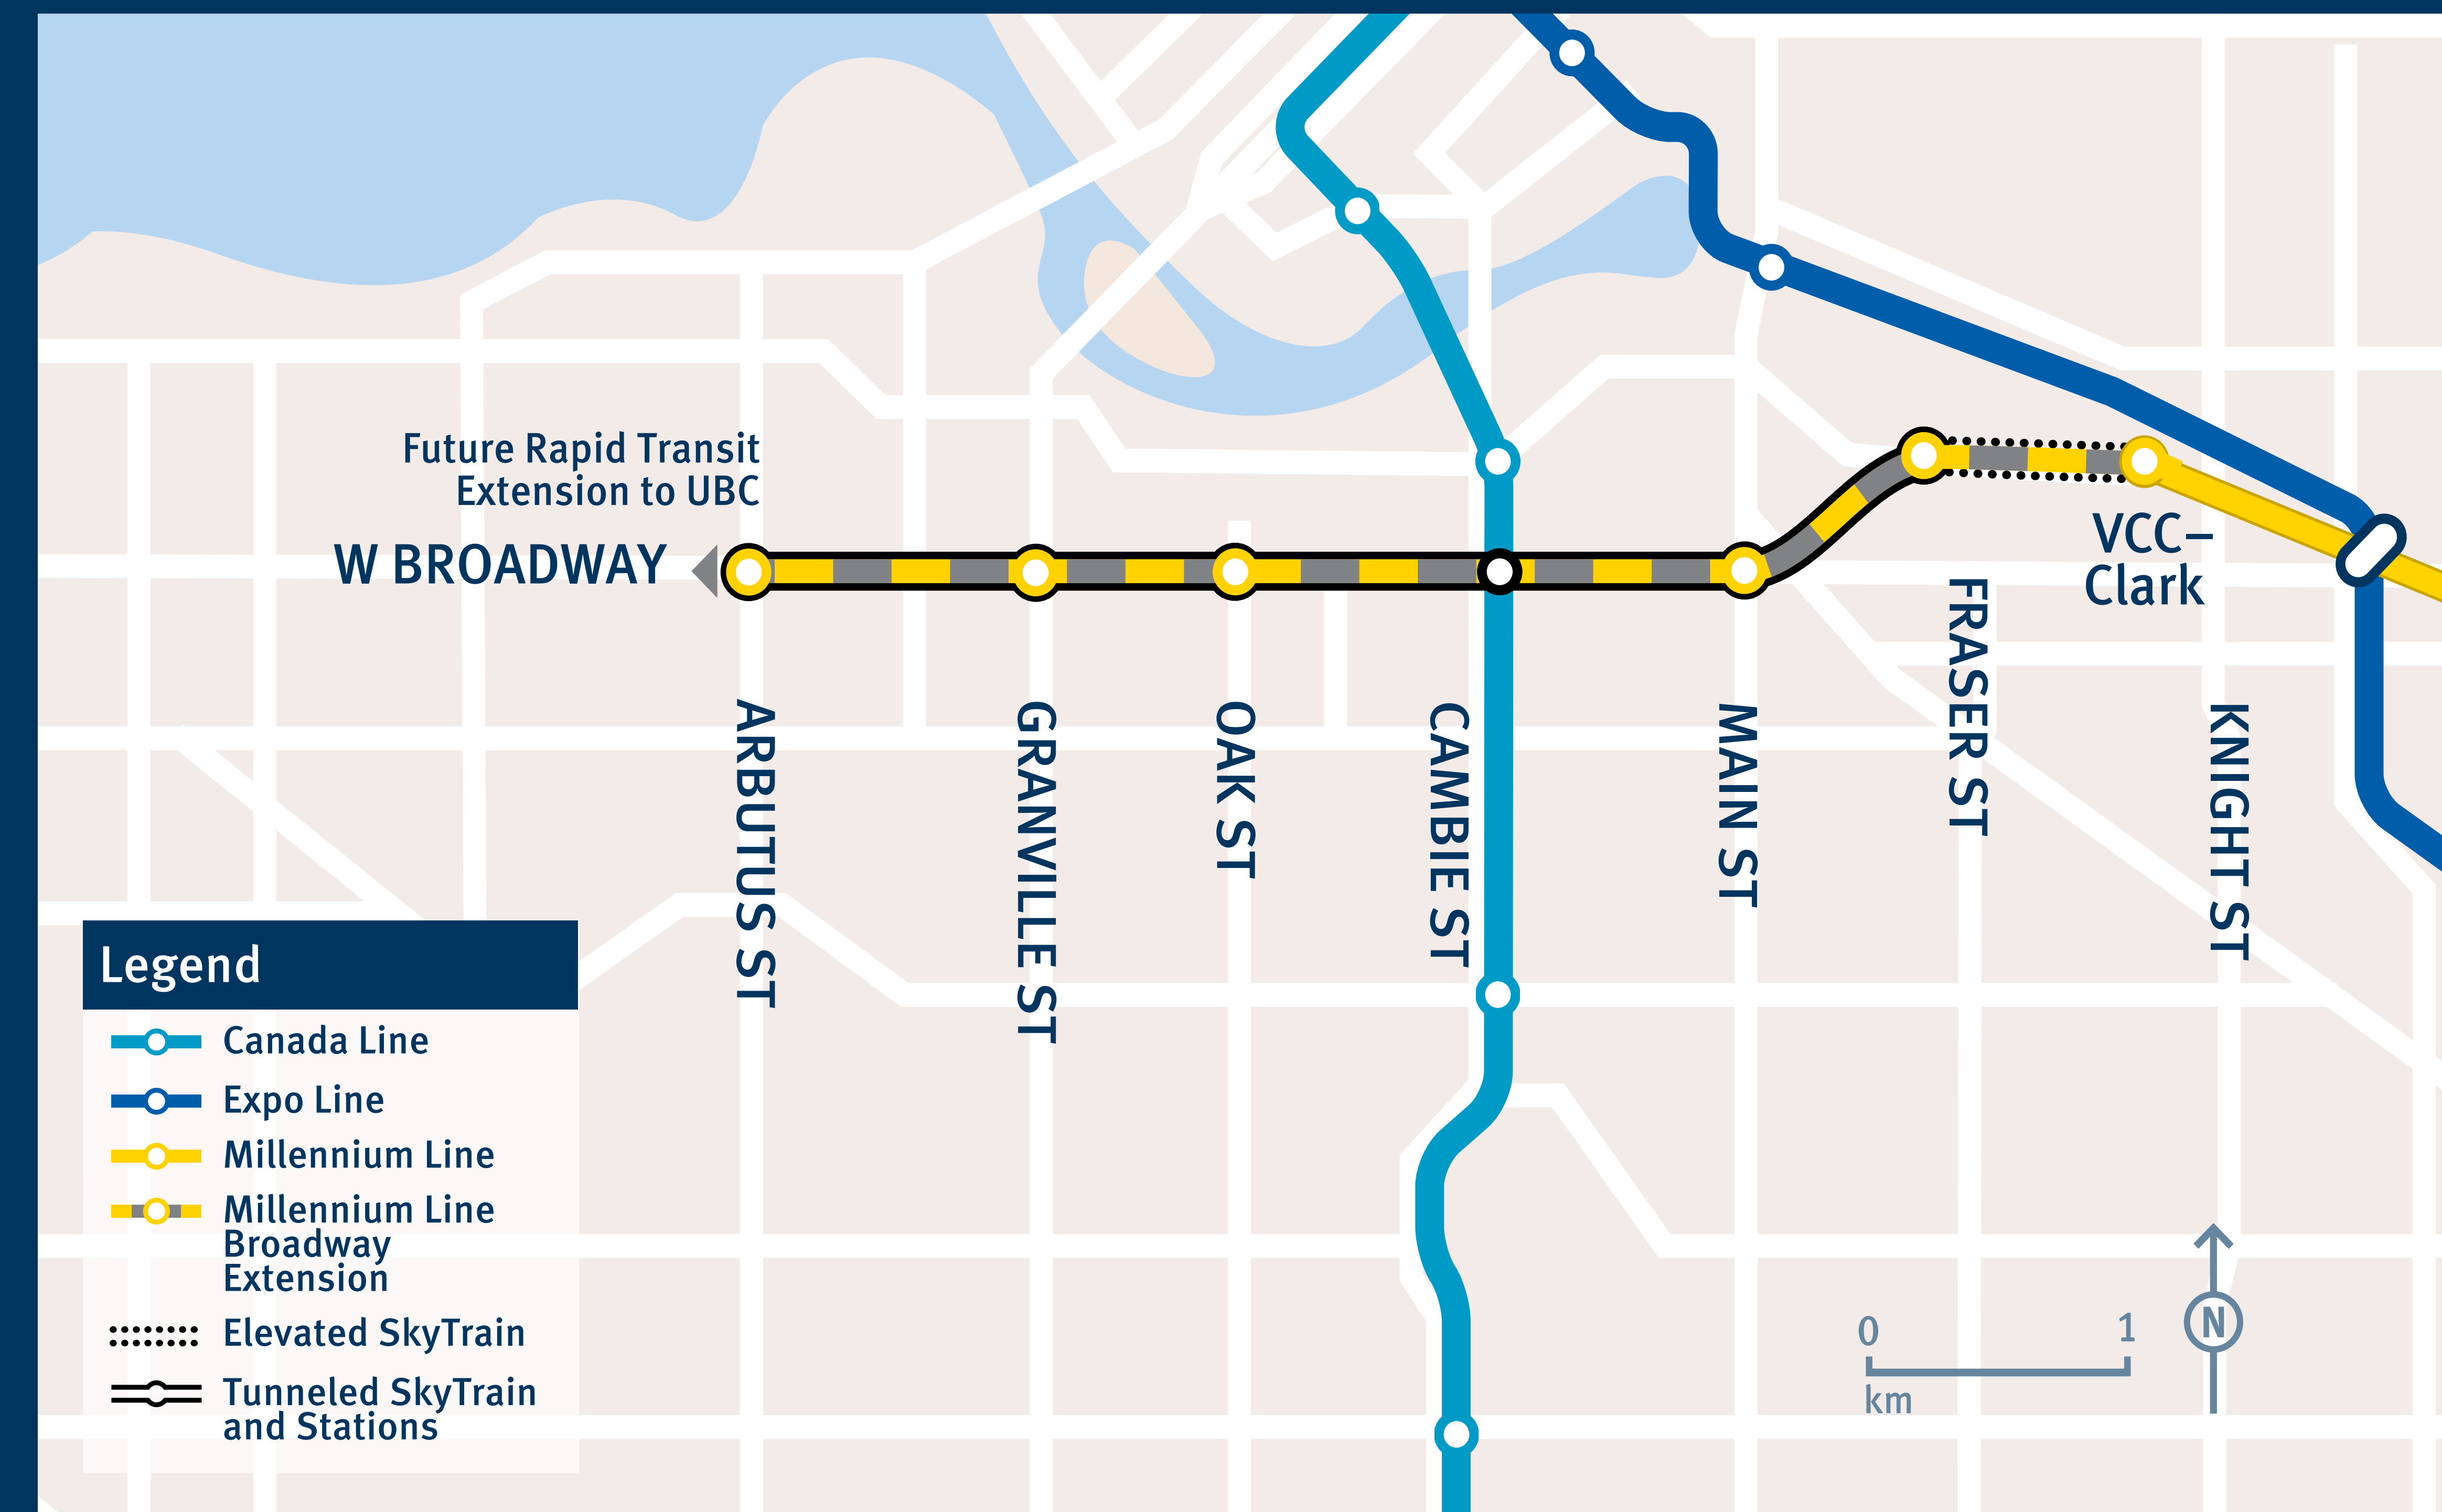 Future Rapid Transit
Extension to UBC
W BROADWAY
VCC–
Clark
ARBUTUS ST
GRANVILLE ST
OAK ST
CAMBIE ST
MAIN ST
FRASER ST
KNIGHT ST
Legend
Canada Line
Expo Line
Millennium Line
Millennium Line
Broadway
Extension
Elevated SkyTrain
Tunneled SkyTrain
and Stations
0 1
km
N